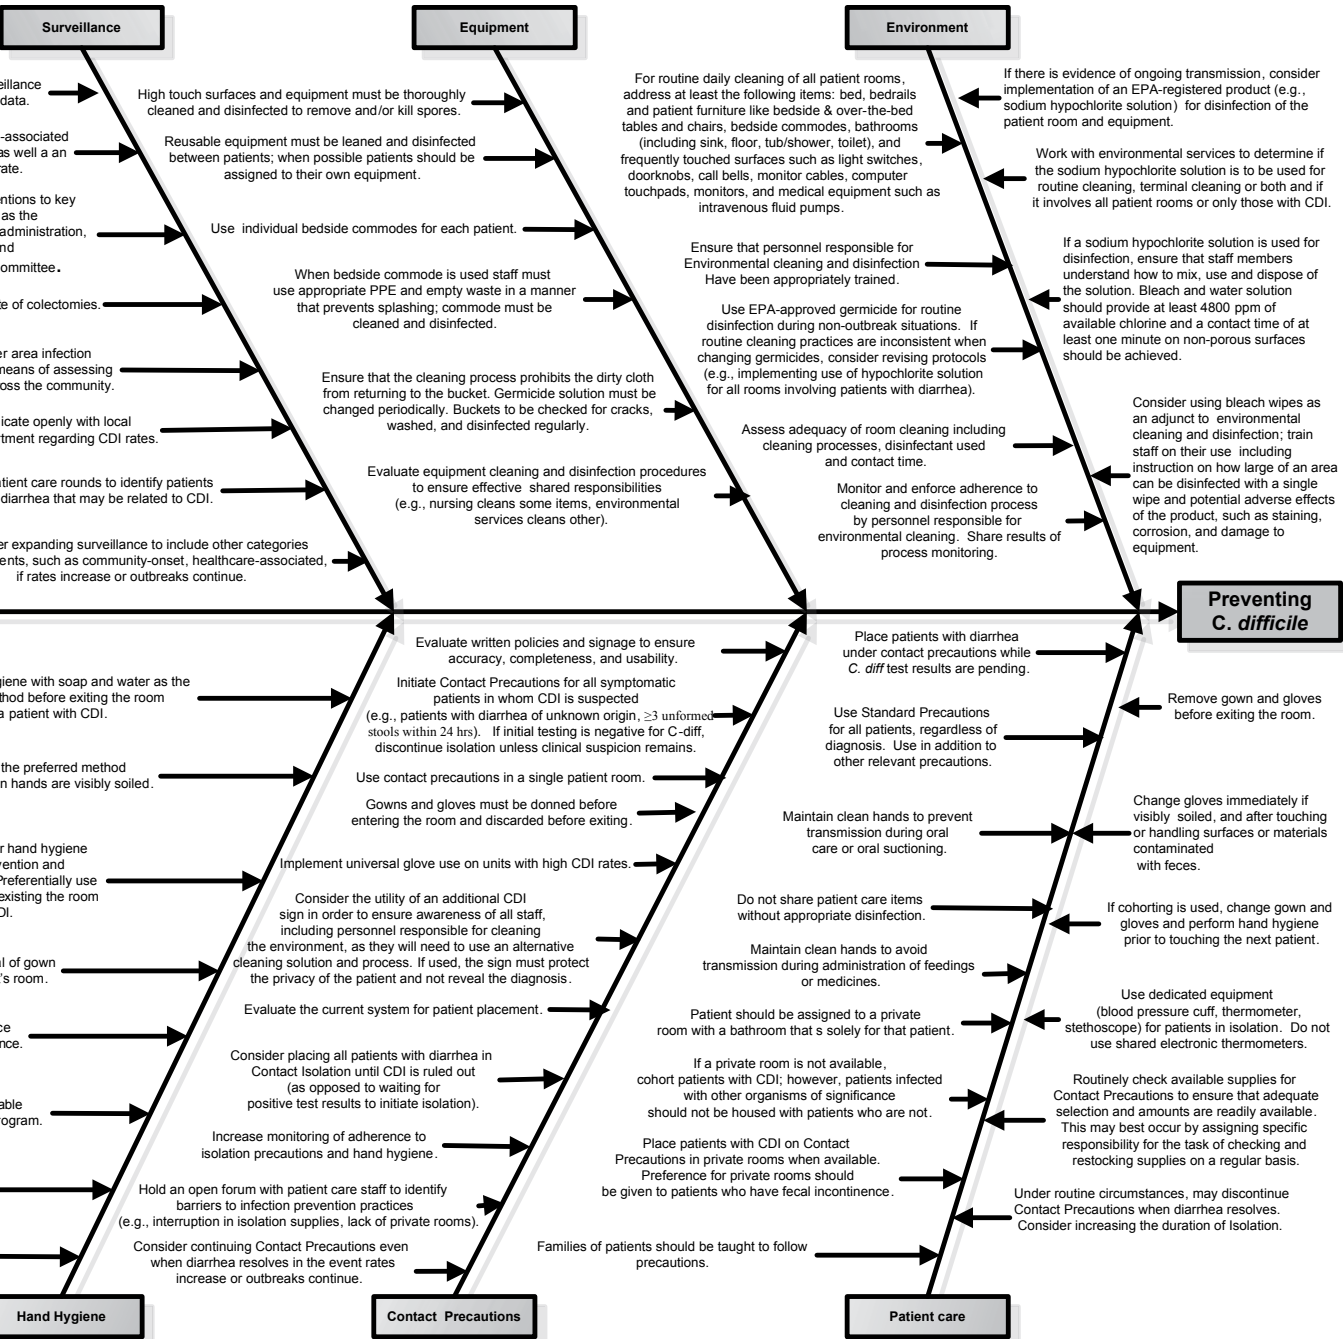 Surveillance
Equipment
Environment
data.
-associated
as well a an
rate.
to key
as the
administration,
te of colectomies.
er area infection
means of assessing
the community.
openly with local
regarding CDI rates.
care rounds to identify patients
diarrhea that may be related to CDI.
expanding surveillance to include other categories
such as community-onset, healthcare-associated,
if rates increase or outbreaks continue.
High touch surfaces and equipment must be thoroughly
cleaned and disinfected to remove and/or kill spores.
Reusable equipment must be leaned and disinfected
between patients; when possible patients should be
assigned to their own equipment.
Use individual bedside commodes for each patient.
When bedside commode is used staff must
use appropriate PPE and empty waste in a manner
that prevents splashing; commode must be
cleaned and disinfected.
Ensure that the cleaning process prohibits the dirty cloth
from returning to the bucket. Germicide solution must be
changed periodically. Buckets to be checked for cracks,
washed, and disinfected regularly.
Evaluate equipment cleaning and disinfection procedures
to ensure effective shared responsibilities
(e.g., nursing cleans some items, environmental
services cleans other).
For routine daily cleaning of all patient rooms,
address at least the following items: bed, bedrails
and patient furniture like bedside & over-the-bed
tables and chairs, bedside commodes, bathrooms
(including sink, floor, tub/shower, toilet), and
frequently touched surfaces such as light switches,
doorknobs, call bells, monitor cables, computer
touchpads, monitors, and medical equipment such as
intravenous fluid pumps.
Ensure that personnel responsible for
Environmental cleaning and disinfection
Have been appropriately trained.
Use EPA-approved germicide for routine
disinfection during non-outbreak situations. If
routine cleaning practices are inconsistent when
changing germicides, consider revising protocols
(e.g., implementing use of hypochlorite solution
for all rooms involving patients with diarrhea).
Assess adequacy of room cleaning including
cleaning processes, disinfectant used
and contact time.
Monitor and enforce adherence to
cleaning and disinfection process
by personnel responsible for
environmental cleaning. Share results of
process monitoring.
If there is evidence of ongoing transmission, consider
implementation of an EPA-registered product (e.g.,
sodium hypochlorite solution) for disinfection of the
patient room and equipment.
Work with environmental services to determine if
the sodium hypochlorite solution is to be used for
routine cleaning, terminal cleaning or both and if
it involves all patient rooms or only those with CDI.
If a sodium hypochlorite solution is used for
disinfection, ensure that staff members
understand how to mix, use and dispose of
the solution. Bleach and water solution
should provide at least 4800 ppm of
available chlorine and a contact time of at
least one minute on non-porous surfaces
should be achieved.
Consider using bleach wipes as
an adjunct to environmental
cleaning and disinfection; train
staff on their use including
instruction on how large of an area
can be disinfected with a single
wipe and potential adverse effects
of the product, such as staining,
corrosion, and damage to
equipment.
Preventing
C. difficile
with soap and water as the
before exiting the room
a patient with CDI.
the preferred method
hands are visibly soiled.
hand hygiene
and
Preferentially use
existing the room
of gown
room.
Evaluate written policies and signage to ensure
accuracy, completeness, and usability.
Initiate Contact Precautions for all symptomatic
patients in whom CDI is suspected
(e.g., patients with diarrhea of unknown origin, ≥3 unformed
stools within 24 hrs). If initial testing is negative for C-diff,
discontinue isolation unless clinical suspicion remains.
Use contact precautions in a single patient room.
Gowns and gloves must be donned before
entering the room and discarded before exiting.
Implement universal glove use on units with high CDI rates.
Consider the utility of an additional CDI
sign in order to ensure awareness of all staff,
including personnel responsible for cleaning
the environment, as they will need to use an alternative
cleaning solution and process. If used, the sign must protect
the privacy of the patient and not reveal the diagnosis.
Evaluate the current system for patient placement.
Consider placing all patients with diarrhea in
Contact Isolation until CDI is ruled out
(as opposed to waiting for
positive test results to initiate isolation).
Increase monitoring of adherence to
isolation precautions and hand hygiene.
Hold an open forum with patient care staff to identify
barriers to infection prevention practices
(e.g., interruption in isolation supplies, lack of private rooms).
Consider continuing Contact Precautions even
when diarrhea resolves in the event rates
increase or outbreaks continue.
Place patients with diarrhea
under contact precautions while
C. diff test results are pending.
Use Standard Precautions
for all patients, regardless of
diagnosis. Use in addition to
other relevant precautions.
Maintain clean hands to prevent
transmission during oral
care or oral suctioning.
Do not share patient care items
without appropriate disinfection.
Maintain clean hands to avoid
transmission during administration of feedings
or medicines.
Patient should be assigned to a private
room with a bathroom that s solely for that patient.
If a private room is not available,
cohort patients with CDI; however, patients infected
with other organisms of significance
should not be housed with patients who are not.
Place patients with CDI on Contact
Precautions in private rooms when available.
Preference for private rooms should
be given to patients who have fecal incontinence.
Families of patients should be taught to follow
precautions.
Remove gown and gloves
before exiting the room.
Change gloves immediately if
visibly soiled, and after touching
or handling surfaces or materials
contaminated
with feces.
If cohorting is used, change gown and
gloves and perform hand hygiene
prior to touching the next patient.
Use dedicated equipment
(blood pressure cuff, thermometer,
stethoscope) for patients in isolation. Do not
use shared electronic thermometers.
Routinely check available supplies for
Contact Precautions to ensure that adequate
selection and amounts are readily available.
This may best occur by assigning specific
responsibility for the task of checking and
restocking supplies on a regular basis.
Under routine circumstances, may discontinue
Contact Precautions when diarrhea resolves.
Consider increasing the duration of Isolation.
Hand Hygiene
Contact Precautions
Patient care